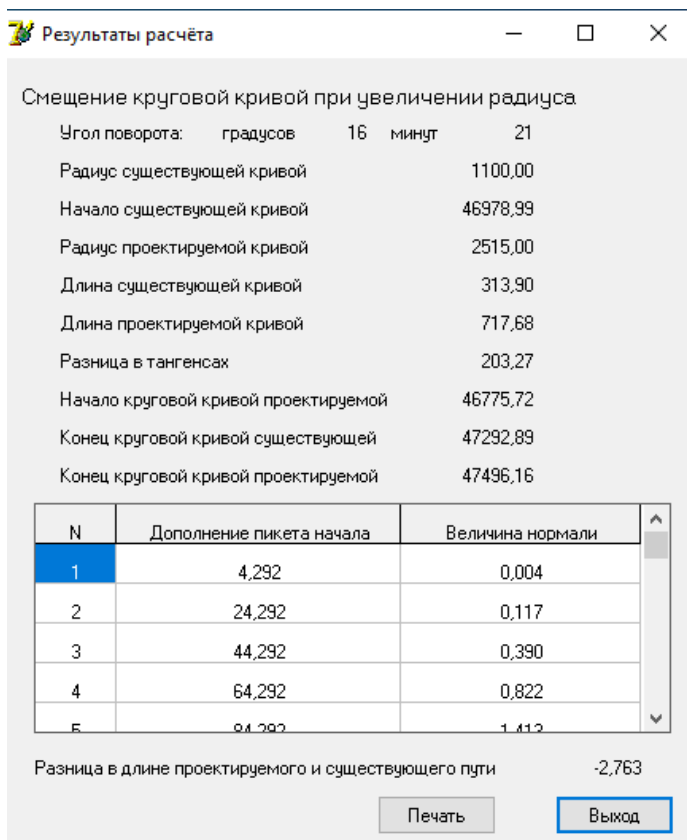 Результаты расчёта
Смещение круговой кривой при увеличении радиуса
Угол поворота: градусов 16 минут 21
Радиус существующей кривой 1100,00
Начало существующей кривой 46978,99
Радиус проектируемой кривой 2515,00
Длина существующей кривой 313,90
Длина проектируемой кривой 717,68
Разница в тангенсах 203,27
Начало круговой кривой проектируемой 46775,72
Конец круговой кривой существующей 47292,89
Конец круговой кривой проектируемой 47496,16
N Дополнение пикета начала Величина нормали
1 4,292 0,004
2 24,292 0,117
3 44,292 0,390
4 64,292 0,822
5 84,292 1,413
Разница в длине проектируемого и существующего пути -2,763
Печать Выход